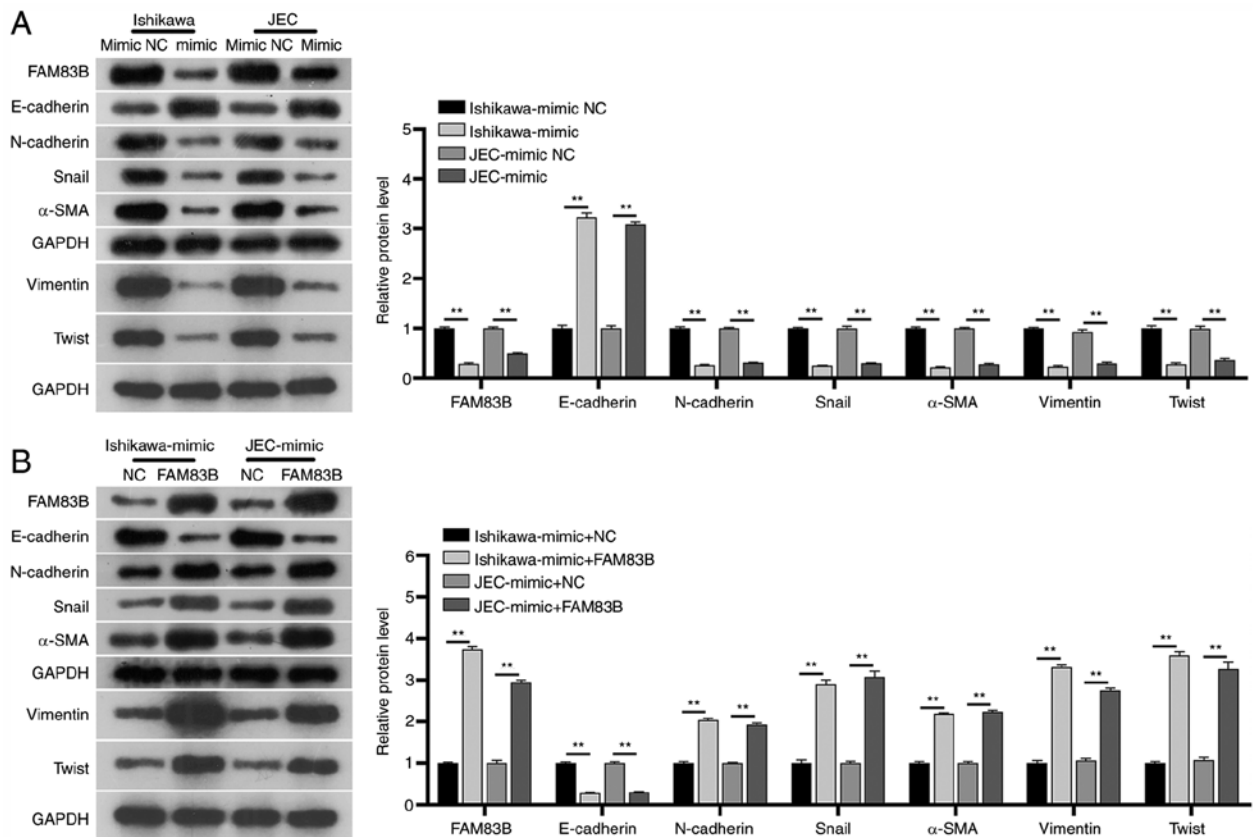 A
Ishikawa JEC
Mimic NC mimic Mimic NC Mimic
FAM83B
E-cadherin
N-cadherin
Snail
α-SMA
GAPDH
Vimentin
Twist
GAPDH
Ishikawa-mimic NC
Ishikawa-mimic
JEC-mimic NC
JEC-mimic
Relative protein level
5
4
3
2
1
0
** ** ** ** ** ** ** ** ** ** ** ** ** **
FAM83B E-cadherin N-cadherin Snail α-SMA Vimentin Twist
B
Ishikawa-mimic JEC-mimic
NC FAM83B NC FAM83B
FAM83B
E-cadherin
N-cadherin
Snail
α-SMA
GAPDH
Vimentin
Twist
GAPDH
Ishikawa-mimic+NC
Ishikawa-mimic+FAM83B
JEC-mimic+NC
JEC-mimic+FAM83B
Relative protein level
6
5
4
3
2
1
0
** ** ** ** ** ** ** ** ** ** ** ** ** **
FAM83B E-cadherin N-cadherin Snail α-SMA Vimentin Twist